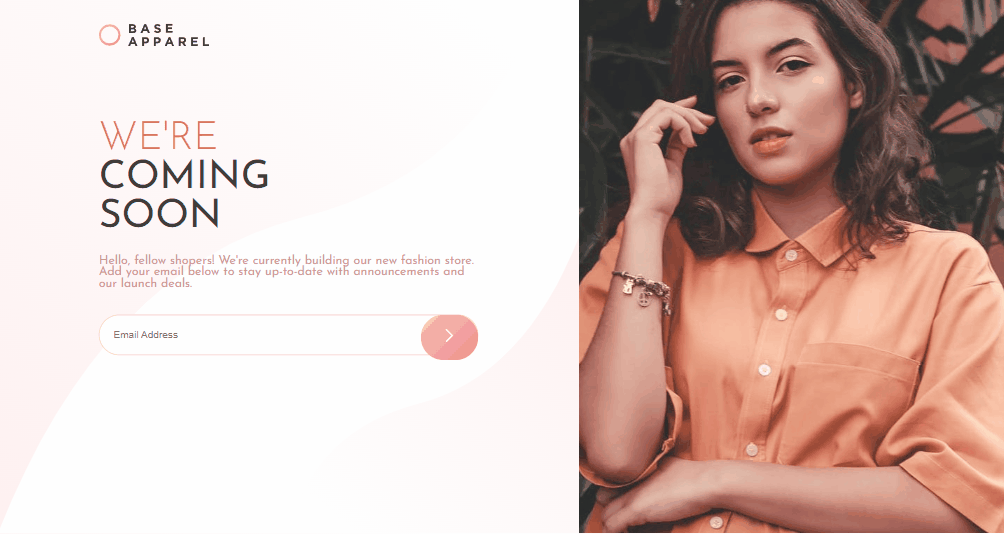 BASE
APPAREL
WE'RE
COMING
SOON
Hello, fellow shopers! We're currently building our new fashion store.
Add your email below to stay up-to-date with announcements and
our launch deals.
Email Address